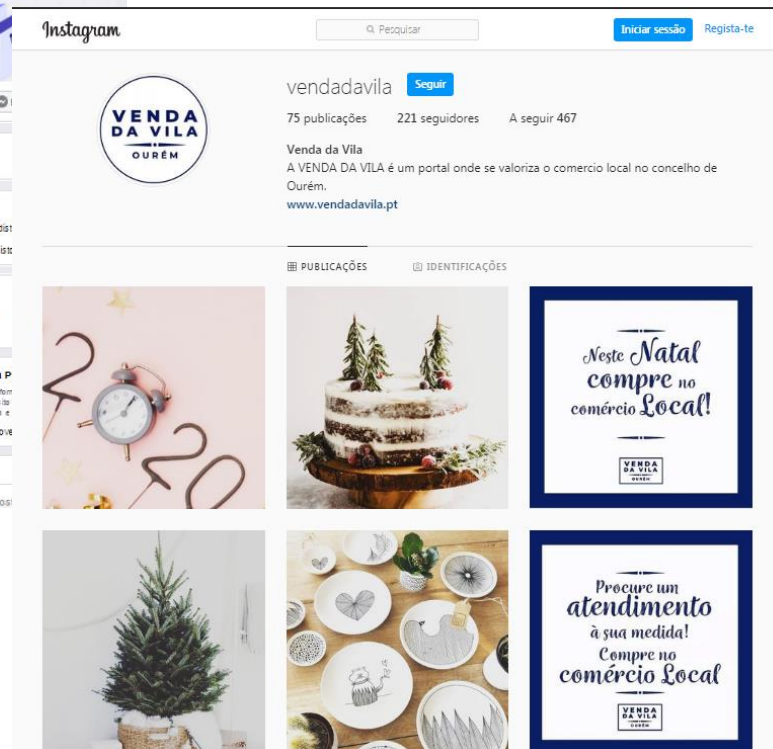 Instagram
Pesquisar
Iniciar sessão
Regista-te
VENDA
DA VILA
OURÉM
vendadavila
Seguir
75 publicações 221 seguidores A seguir 467
Venda da Vila
A VENDA DA VILA é um portal onde se valoriza o comercio local no concelho de
Ourém.
www.vendadavila.pt
PUBLICAÇÕES
IDENTIFICAÇÕES
2 2
20
Neste Natal
compre no
comércio Local!
VENDA
DA VILA
OURÉM
Procure um
atendimento
à sua medida!
Compre no
comércio Local
VENDA
DA VILA
OURÉM